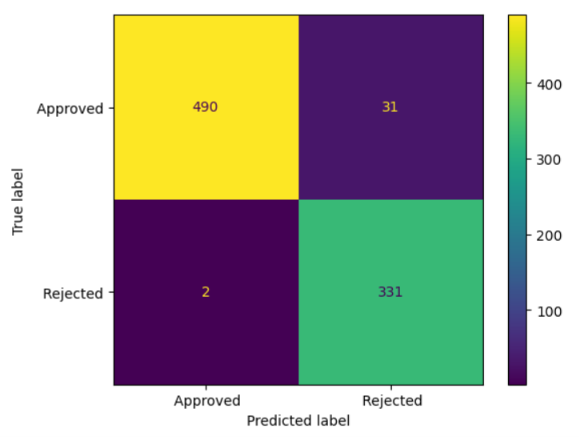 Approved
490
31
True label
Rejected
2
331
Approved
Rejected
Predicted label
400
300
200
100